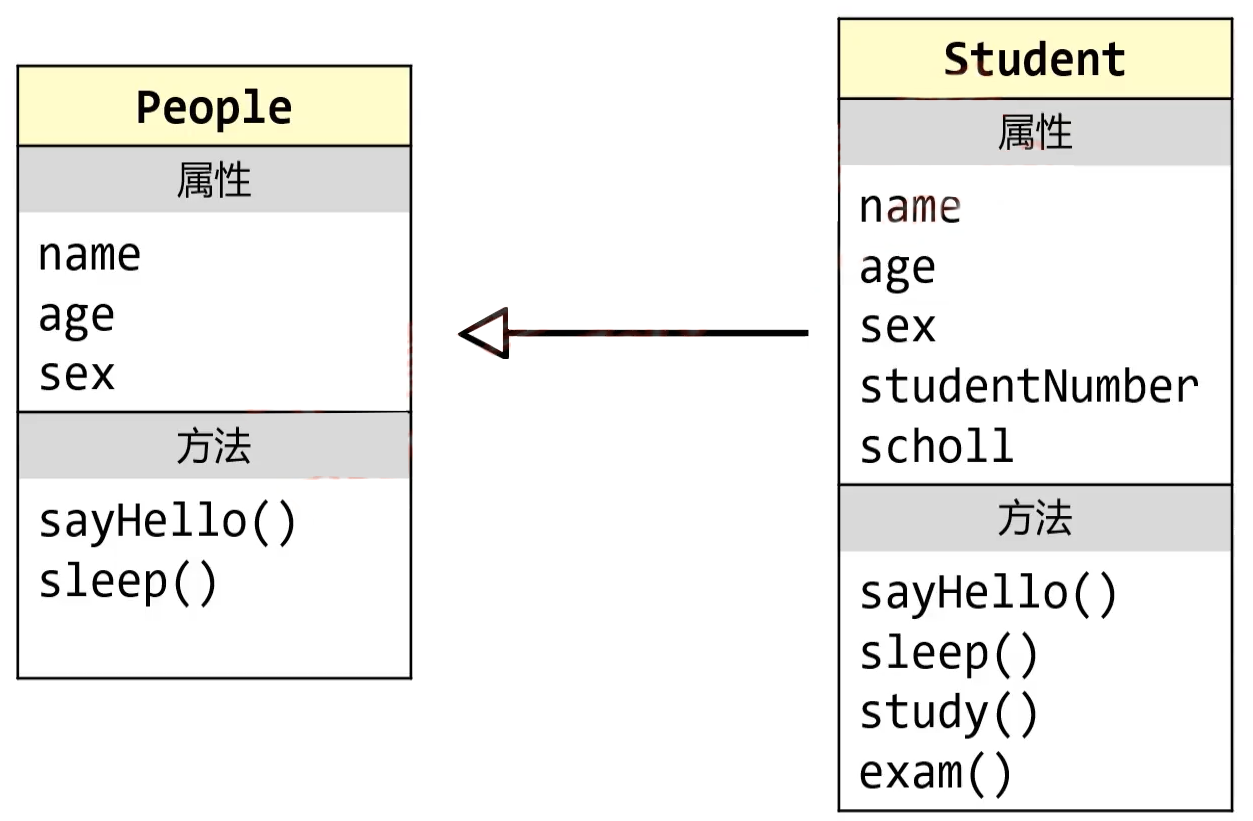 People
属性
name
age
sex
方法
sayHello()
sleep()
Student
属性
name
age
sex
studentNumber
scholl
方法
sayHello()
sleep()
study()
exam()